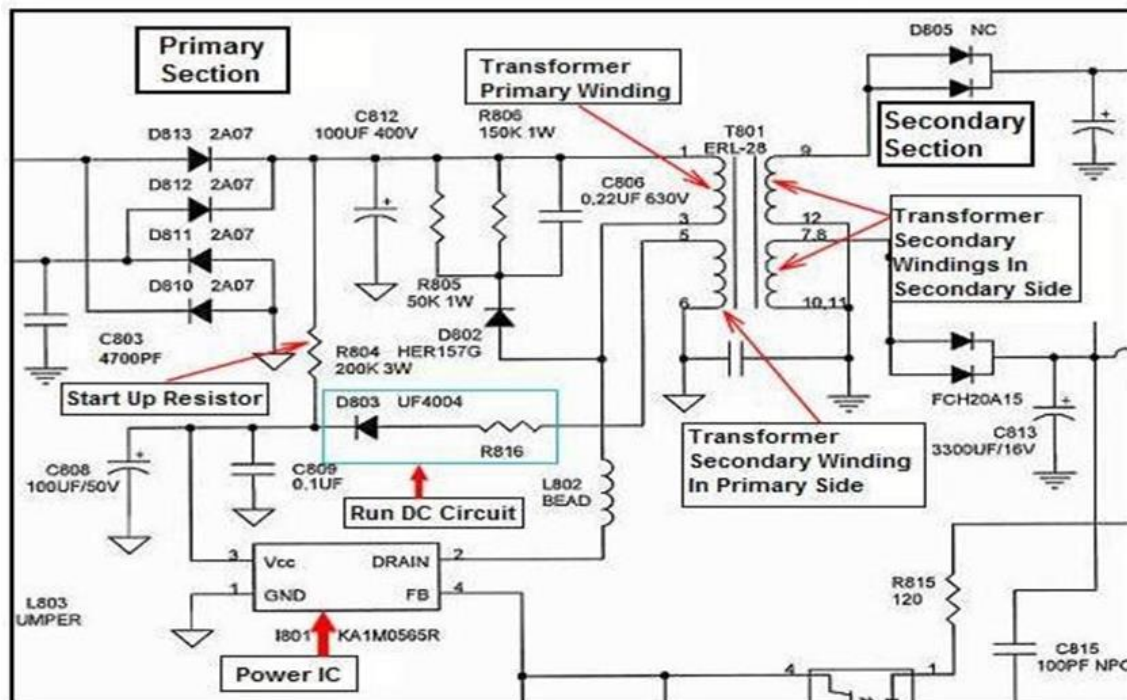 Primary
Section
Transformer
Primary Winding
D805 NC
C812
100UF 400V
R806
150K 1W
T801
ERL-28
Secondary
Section
D813 2A07
1
9
D812 2A07
C806
0.22UF 630V
3
12
Transformer
Secondary
Windings In
Secondary Side
D811 2A07
5
7,8
D810 2A07
R805
50K 1W
6
10,11
C803
4700PF
D802
HER157G
R804
200K 3W
Start Up Resistor
D803 UF4004
FCH20A15
R816
Transformer
Secondary Winding
In Primary Side
C813
3300UF/16V
C808
100UF/50V
C809
0.1UF
L802
BEAD
Run DC Circuit
3
Vcc
DRAIN
2
1
GND
FB
4
R815
120
L803
UMPER
I801 KA1M0565R
Power IC
C815
100PF NPO
4
1